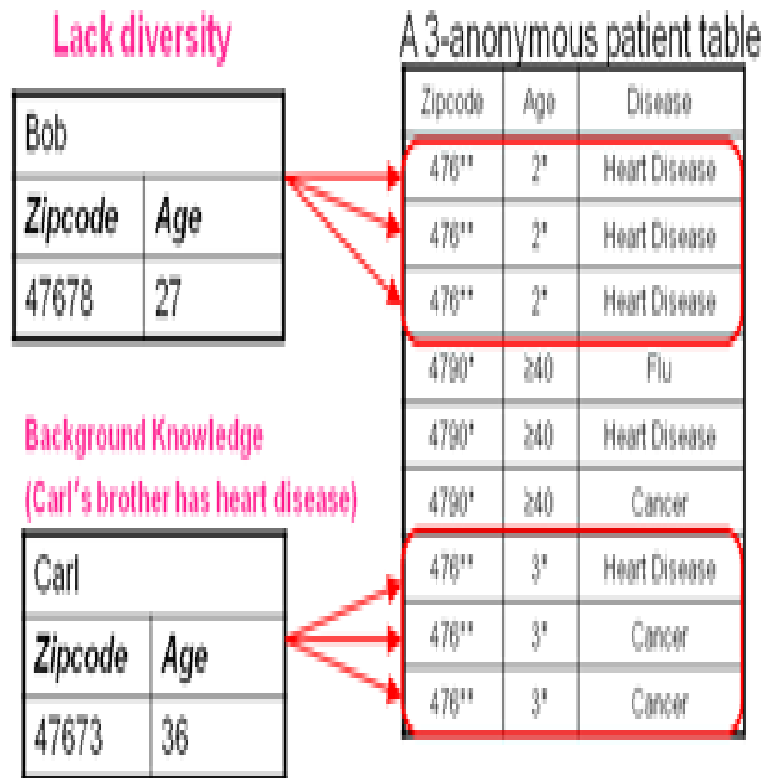 Lack diversity
Bob
Zipcode Age
47678 27
Background Knowledge
(Carl's brother has heart disease)
Carl
Zipcode Age
47673 36
A 3-anonymous patient table
Zipcode Age Disease
476** 2* Heart Disease
476** 2* Heart Disease
476** 2* Heart Disease
4790* ≥40 Flu
4790* ≥40 Heart Disease
4790* ≥40 Cancer
476** 3* Heart Disease
476** 3* Cancer
476** 3* Cancer